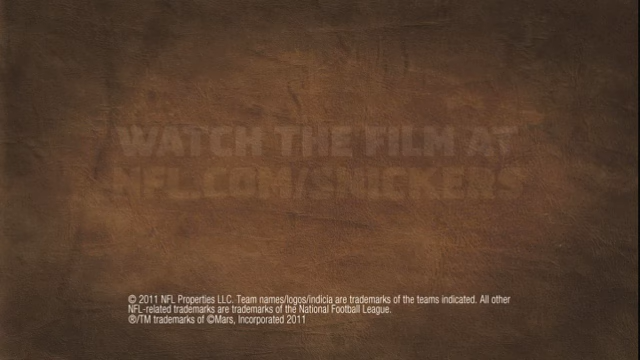 WATCH THE FILM AT
NFL.COM/SNICKERS
© 2011 NFL Properties LLC. Team names/logos/indicia are trademarks of the teams indicated. All other
NFL-related trademarks are trademarks of the National Football League.
®/TM trademarks of ©Mars, Incorporated 2011